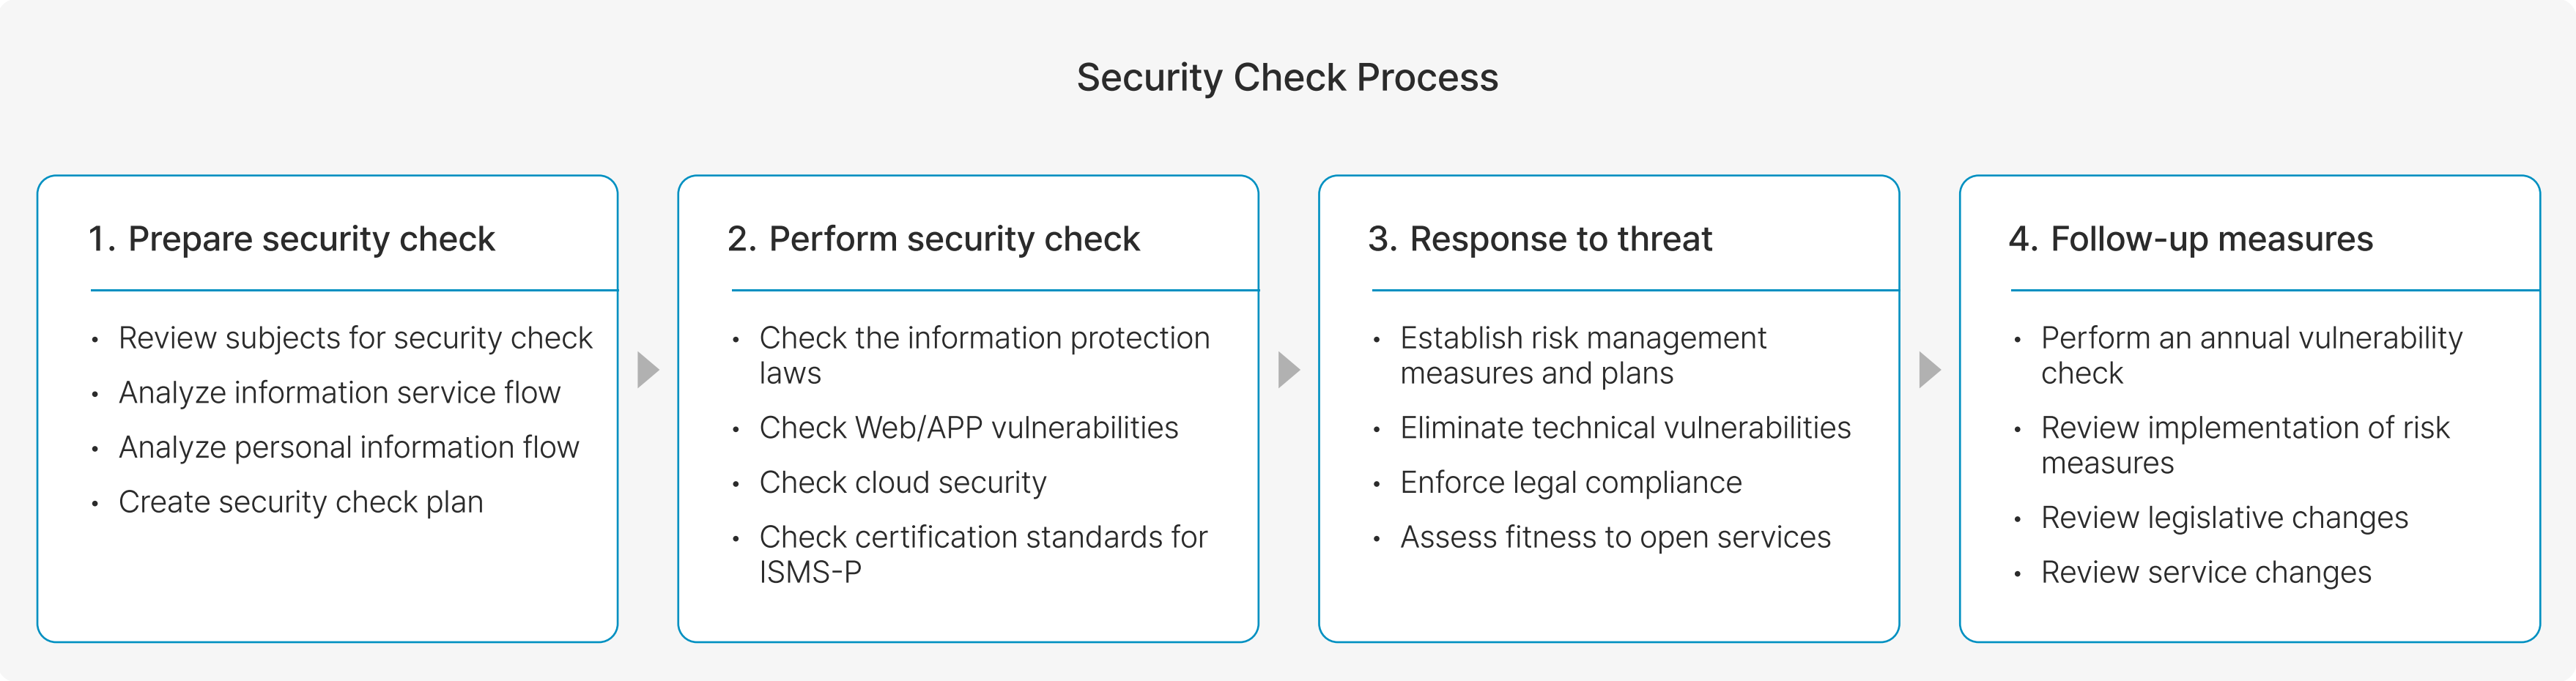 Security Check Process
1. Prepare security check
• Review subjects for security check
• Analyze information service flow
• Analyze personal information flow
• Create security check plan
2. Perform security check
• Check the information protection
laws
• Check Web/APP vulnerabilities
• Check cloud security
• Check certification standards for
ISMS-P
3. Response to threat
• Establish risk management
measures and plans
• Eliminate technical vulnerabilities
• Enforce legal compliance
• Assess fitness to open services
4. Follow-up measures
• Perform an annual vulnerability
check
• Review implementation of risk
measures
• Review legislative changes
• Review service changes